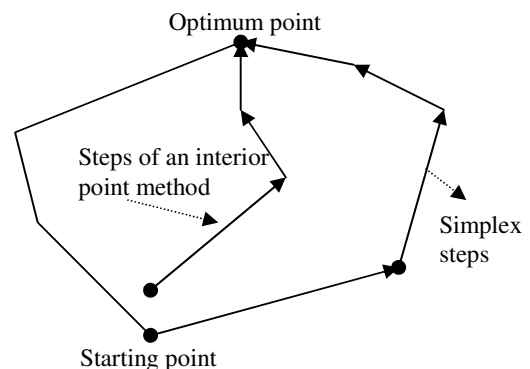 Optimum point
Steps of an interior
point method
Simplex
steps
Starting point